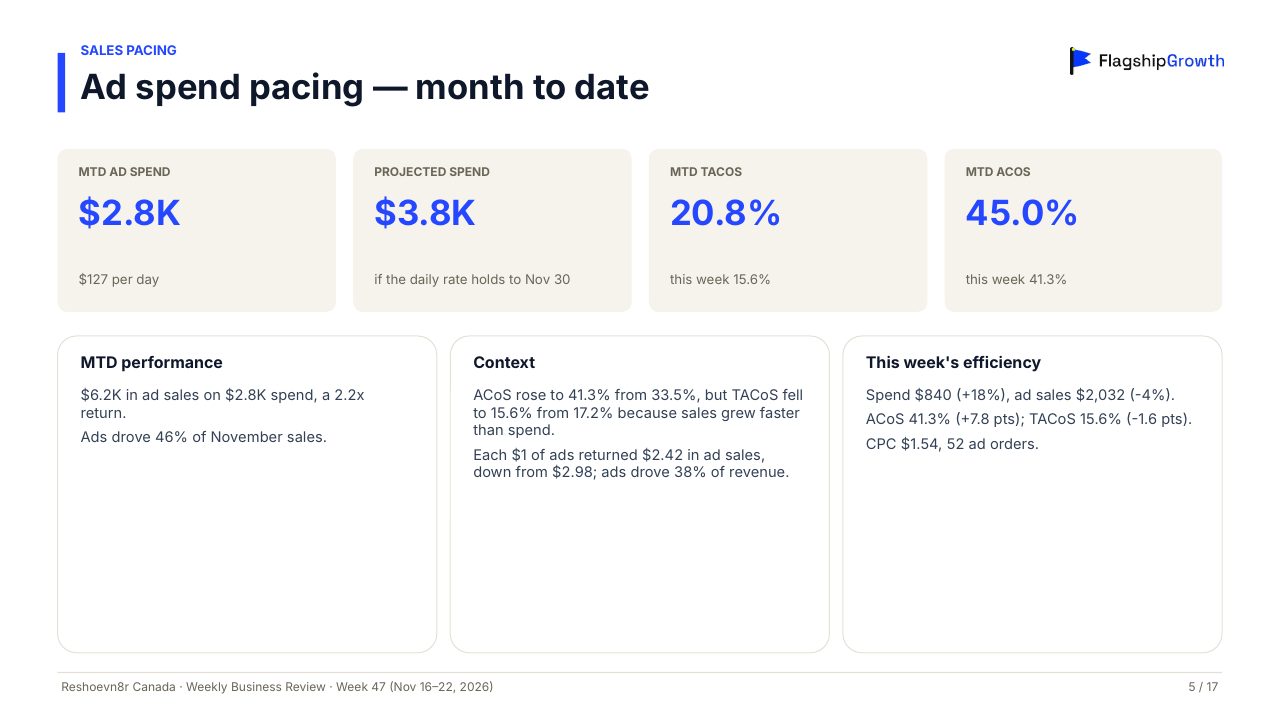 SALES PACING
Ad spend pacing — month to date
FlagshipGrowth
MTD AD SPEND
$2.8K
$127 per day
PROJECTED SPEND
$3.8K
if the daily rate holds to Nov 30
MTD TACOS
20.8%
this week 15.6%
MTD ACOS
45.0%
this week 41.3%
MTD performance
$6.2K in ad sales on $2.8K spend, a 2.2x
return.
Ads drove 46% of November sales.
Context
ACoS rose to 41.3% from 33.5%, but TACoS fell
to 15.6% from 17.2% because sales grew faster
than spend.
Each $1 of ads returned $2.42 in ad sales,
down from $2.98; ads drove 38% of revenue.
This week's efficiency
Spend $840 (+18%), ad sales $2,032 (-4%).
ACoS 41.3% (+7.8 pts); TACoS 15.6% (-1.6 pts).
CPC $1.54, 52 ad orders.
Reshoevn8r Canada · Weekly Business Review · Week 47 (Nov 16–22, 2026)
5 / 17